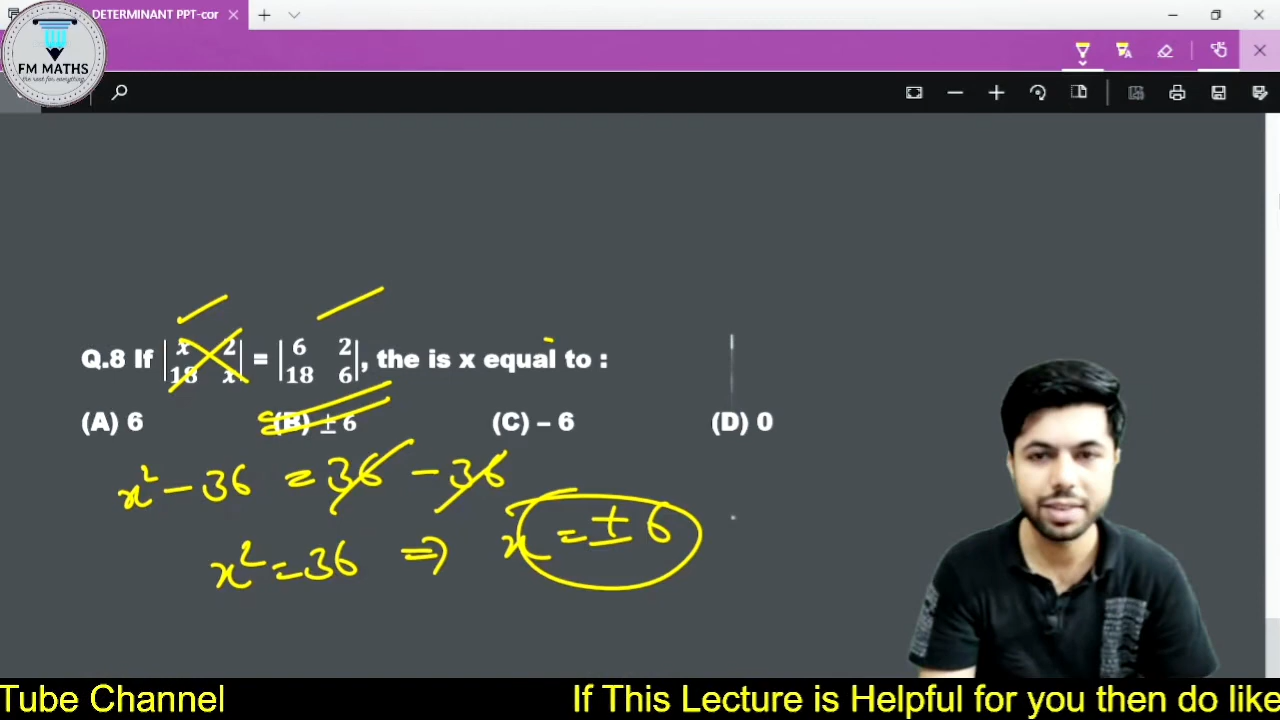 DETERMINANT PPT-cor
FM MATHS
Q.8 If |x 2 18 x| = |6 2 18 6|, the is x equal to :
(A) 6 (B) ± 6 (C) – 6 (D) 0
x² – 36 = 36 – 36
x² = 36 ⇒ x = ± 6
Tube Channel If This Lecture is Helpful for you then do like